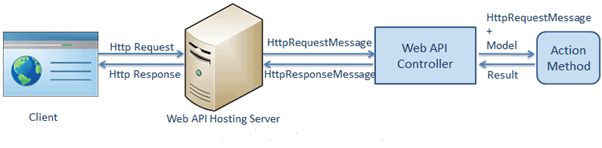 Http Request
Http Response
Client
Web API Hosting Server
HttpRequestMessage
HttpResponseMessage
Web API
Controller
HttpRequestMessage
+
Model
Result
Action
Method